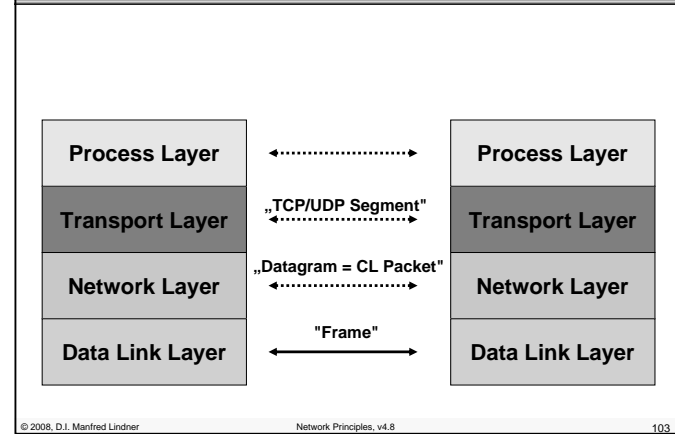 Process Layer Process Layer
„TCP/UDP Segment"
Transport Layer Transport Layer
„Datagram = CL Packet"
Network Layer Network Layer
"Frame"
Data Link Layer Data Link Layer
© 2008, D.I. Manfred Lindner Network Principles, v4.8 103